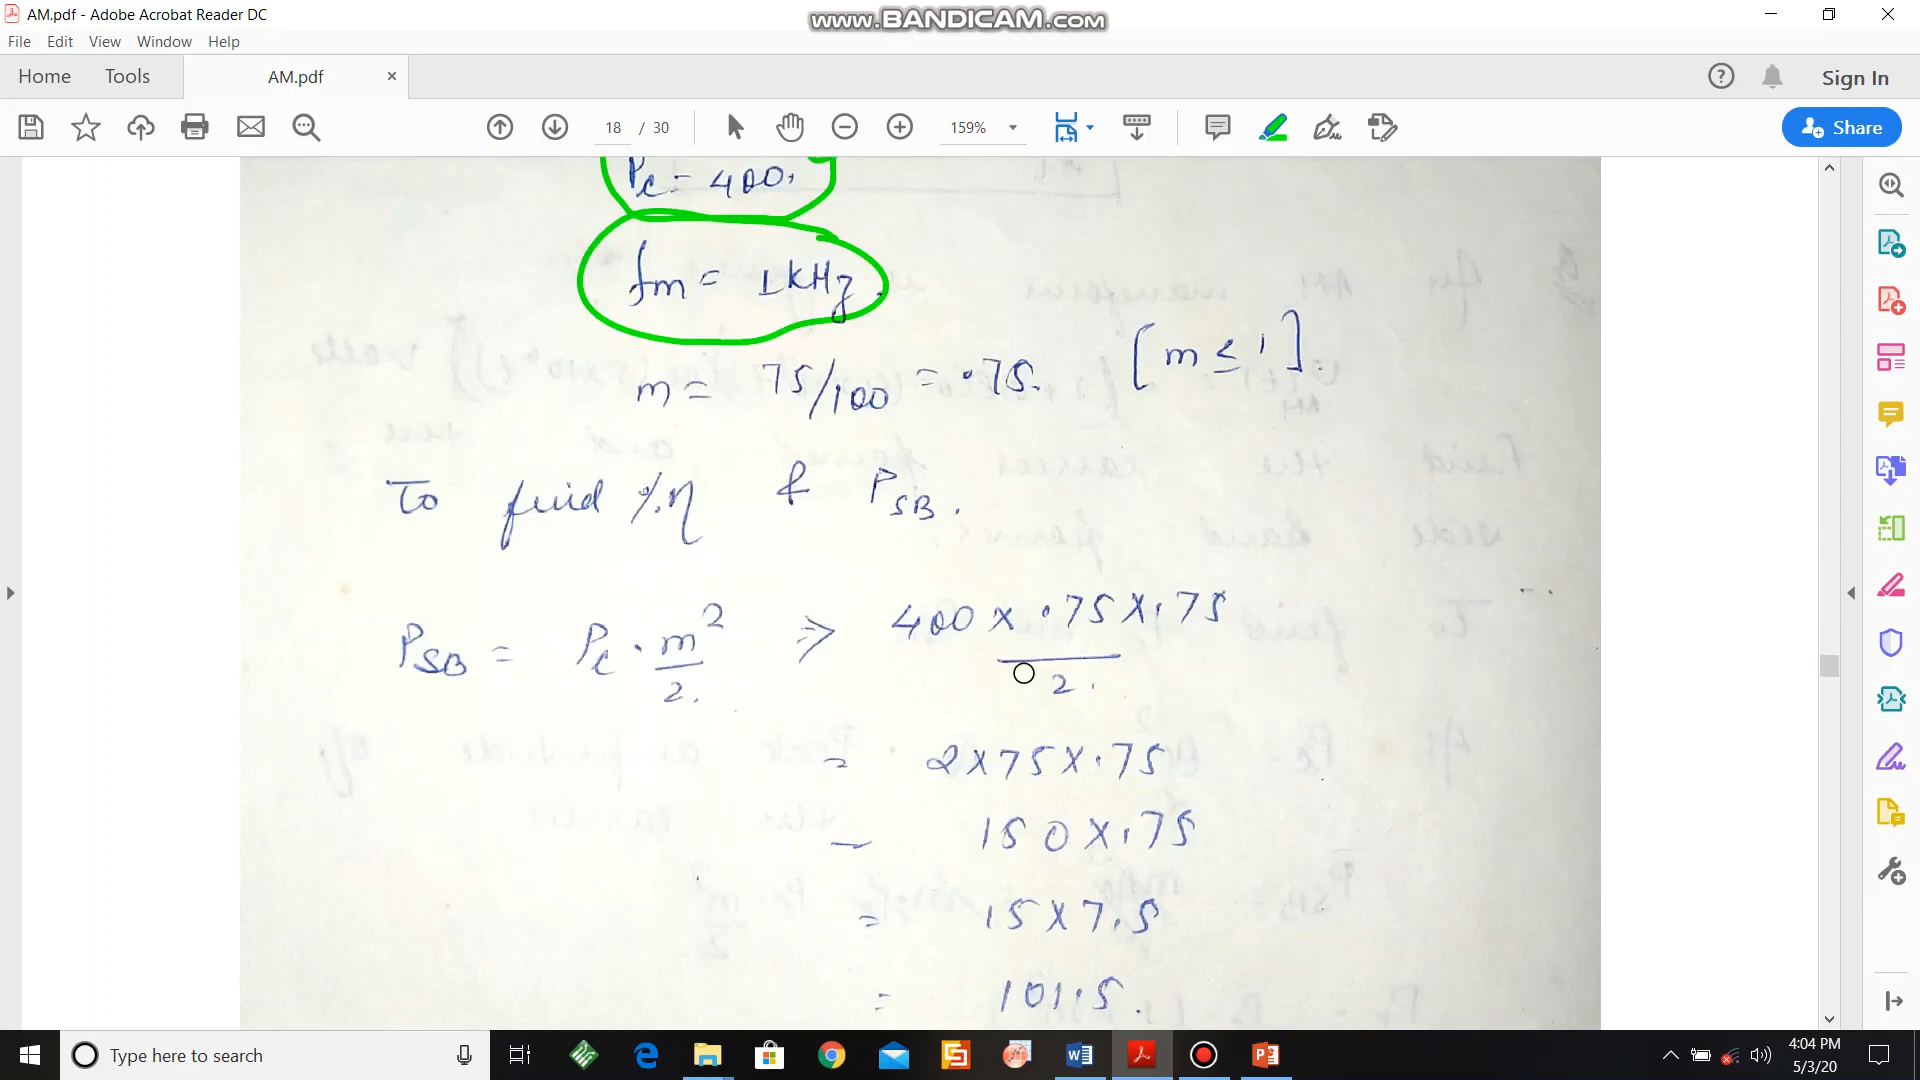 AM.pdf - Adobe Acrobat Reader DC
www.BANDICAM.com
File Edit View Window Help
Home Tools AM.pdf × Sign In
18 / 30 159% Share
Pc = 400.
fm = 1 kHz.
m = 75/100 = .75. [m ≤ 1].
To find %η & PSB.
PSB = Pc . m²/2. ⇒ 400 x .75 x .75 / 2.
= 2 x 75 x .75
= 150 x .75
= 15 x 7.5
= 101.5.
Type here to search
4:04 PM
5/3/20